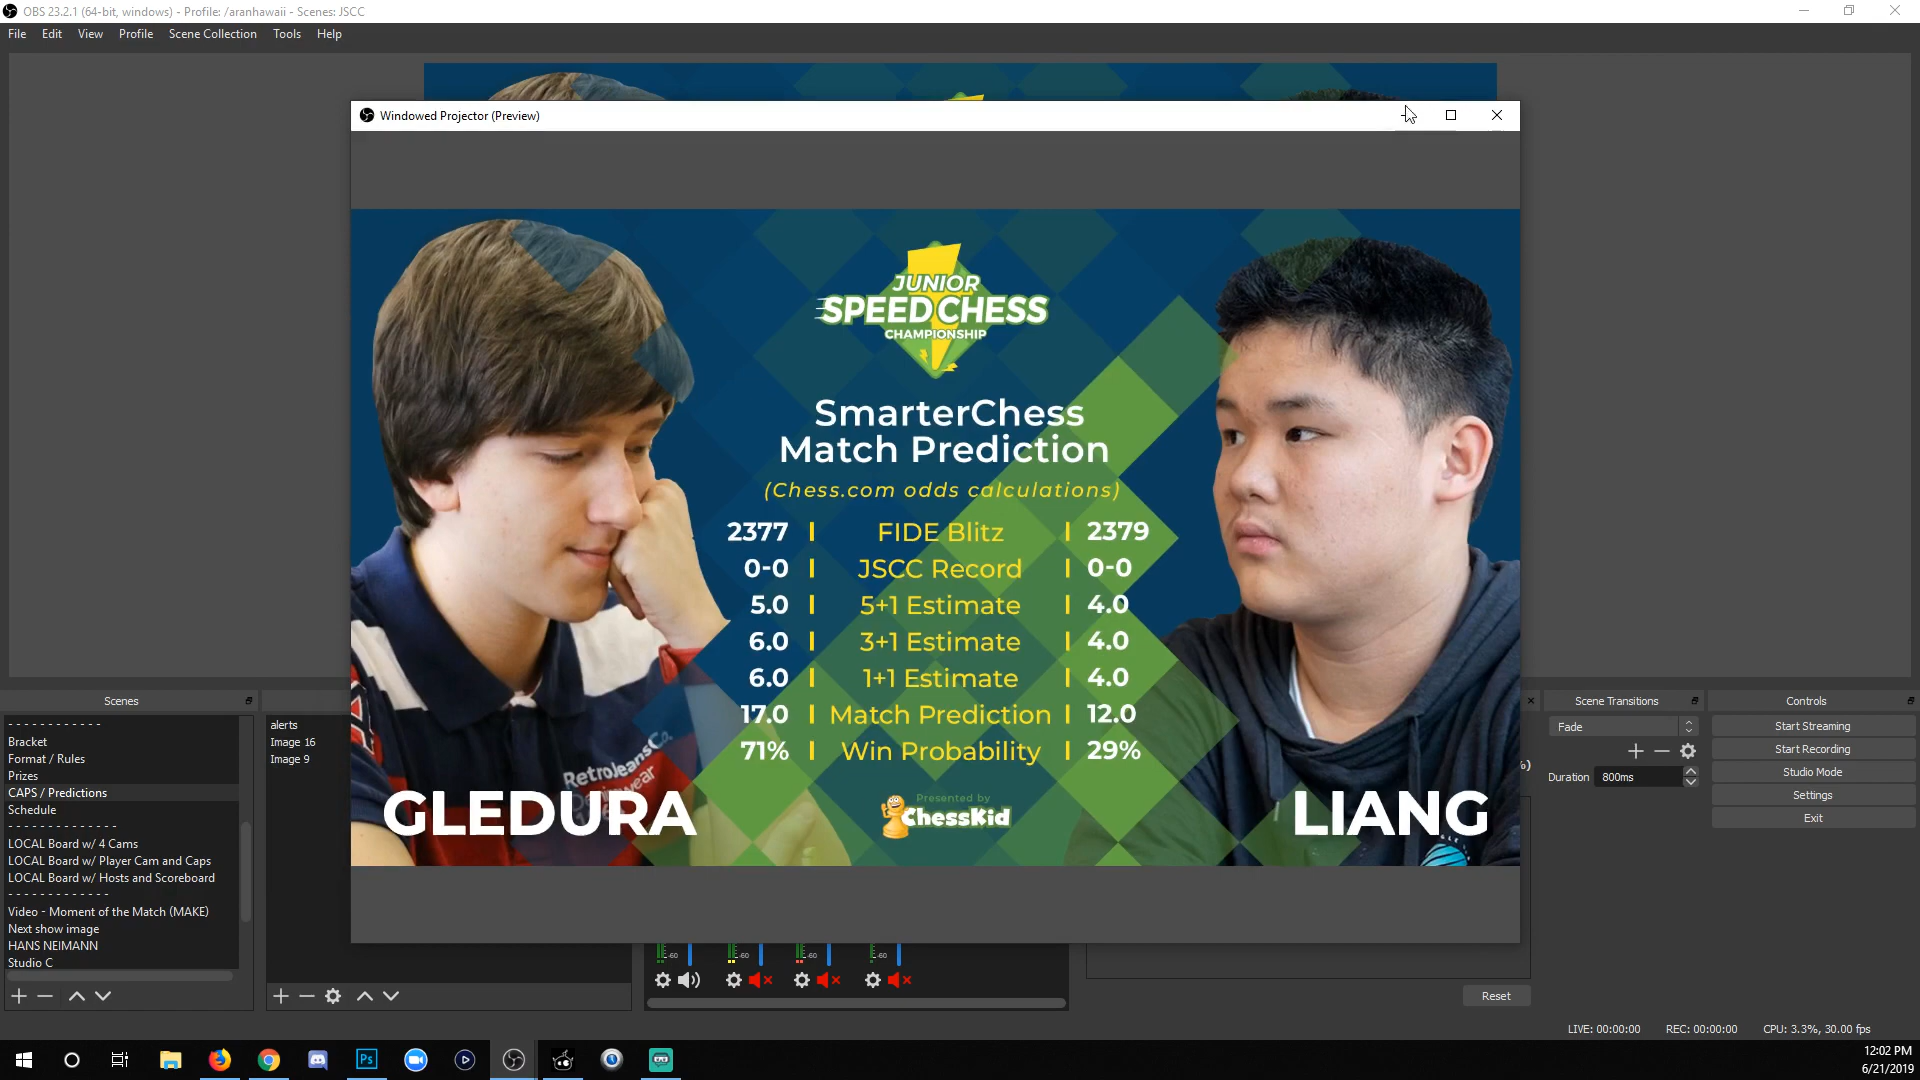 OBS 23.2.1 (64-bit, windows) - Profile: /aranhawaii - Scenes: JSCC
File Edit View Profile Scene Collection Tools Help
Windowed Projector (Preview)
JUNIOR
SPEED CHESS
CHAMPIONSHIP
SmarterChess
Match Prediction
(Chess.com odds calculations)
2377 | FIDE Blitz | 2379
0-0 | JSCC Record | 0-0
5.0 | 5+1 Estimate | 4.0
6.0 | 3+1 Estimate | 4.0
6.0 | 1+1 Estimate | 4.0
17.0 | Match Prediction | 12.0
71% | Win Probability | 29%
RetroJeansCo.
GLEDURA
Presented by
ChessKid
LIANG
Scenes
- - - - - - - - - - - -
Bracket
Format / Rules
Prizes
CAPS / Predictions
Schedule
- - - - - - - - - - - - - -
LOCAL Board w/ 4 Cams
LOCAL Board w/ Player Cam and Caps
LOCAL Board w/ Hosts and Scoreboard
- - - - - - - - - - - - -
Video - Moment of the Match (MAKE)
Next show image
HANS NEIMANN
Studio C
alerts
Image 16
Image 9
-60 -60 -60 -60
%)
Reset
Scene Transitions
Fade
Duration 800ms
Controls
Start Streaming
Start Recording
Studio Mode
Settings
Exit
LIVE: 00:00:00 REC: 00:00:00 CPU: 3.3%, 30.00 fps
Ps
12:02 PM
6/21/2019